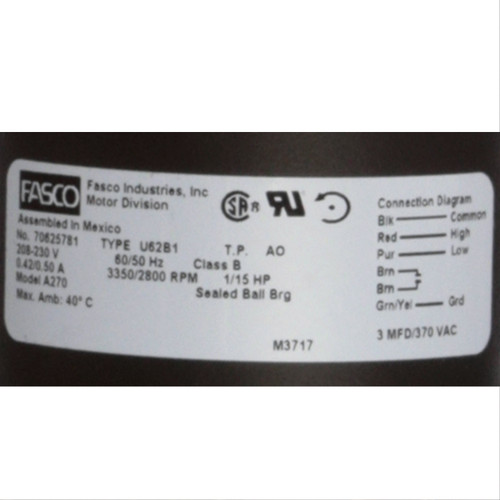 FASCO
Fasco Industries, Inc
Motor Division
Assembled in Mexico
No. 70625781 TYPE U62B1 T.P. AO
208-230 V 60/50 Hz Class B
0.42/0.50 A 3350/2800 RPM 1/15 HP
Model A270 Sealed Ball Brg
Max. Amb: 40° C
M3717
Connection Diagram
Blk Common
Red High
Pur Low
Brn
Brn
Grn/Yel Grd
3 MFD/370 VAC